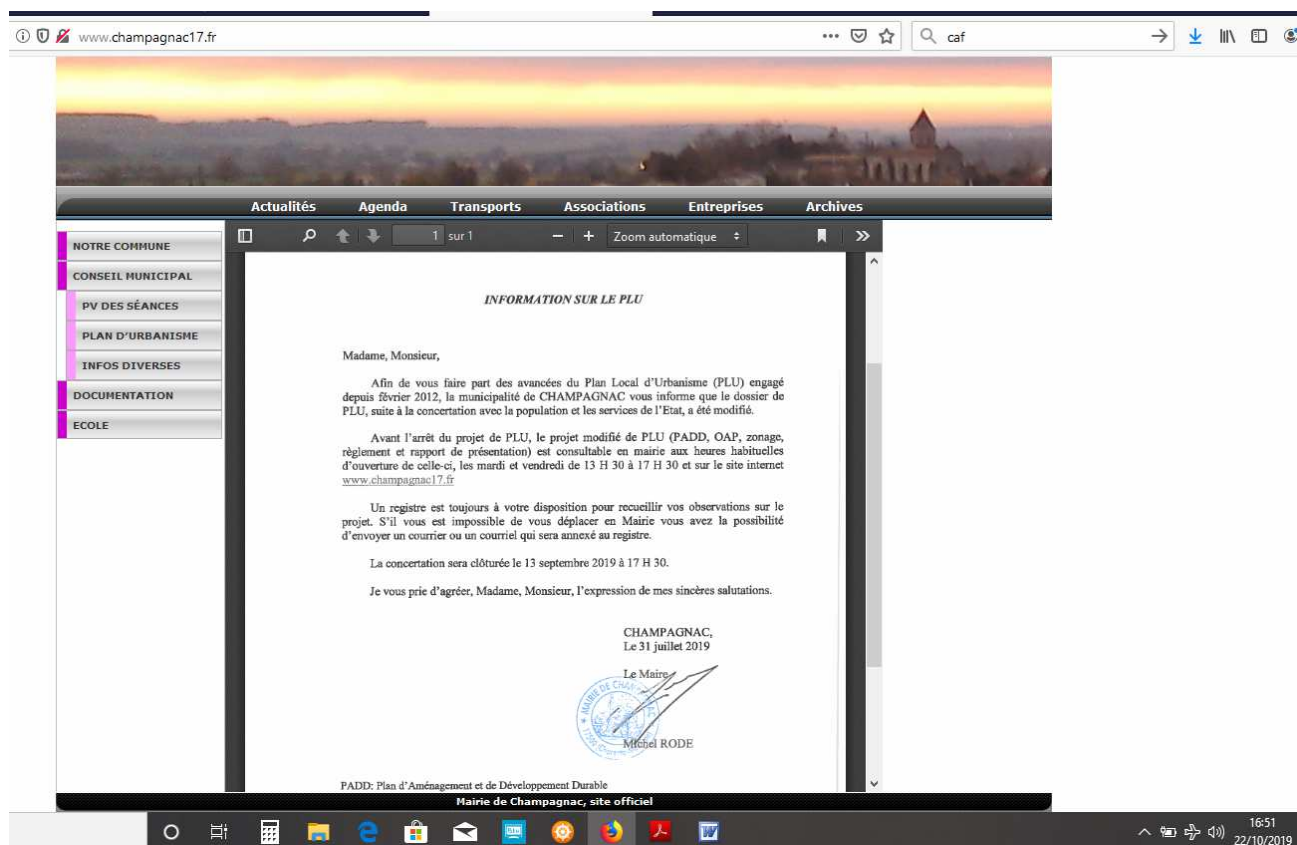 www.champagnac17.fr
caf
Actualités Agenda Transports Associations Entreprises Archives
NOTRE COMMUNE
CONSEIL MUNICIPAL
PV DES SÉANCES
PLAN D'URBANISME
INFOS DIVERSES
DOCUMENTATION
ECOLE
1 sur 1 Zoom automatique
INFORMATION SUR LE PLU
Madame, Monsieur,
Afin de vous faire part des avancées du Plan Local d'Urbanisme (PLU) engagé
depuis février 2012, la municipalité de CHAMPAGNAC vous informe que le dossier de
PLU, suite à la concertation avec la population et les services de l'Etat, a été modifié.
Avant l'arrêt du projet de PLU, le projet modifié de PLU (PADD, OAP, zonage,
règlement et rapport de présentation) est consultable en mairie aux heures habituelles
d'ouverture de celle-ci, les mardi et vendredi de 13 H 30 à 17 H 30 et sur le site internet
www.champagnac17.fr
Un registre est toujours à votre disposition pour recueillir vos observations sur le
projet. S'il vous est impossible de vous déplacer en Mairie vous avez la possibilité
d'envoyer un courrier ou un courriel qui sera annexé au registre.
La concertation sera clôturée le 13 septembre 2019 à 17 H 30.
Je vous prie d'agréer, Madame, Monsieur, l'expression de mes sincères salutations.
CHAMPAGNAC,
Le 31 juillet 2019
Le Maire
MAIRIE DE
Michel RODE
PADD: Plan d'Aménagement et de Développement Durable
Mairie de Champagnac, site officiel
16:51
22/10/2019